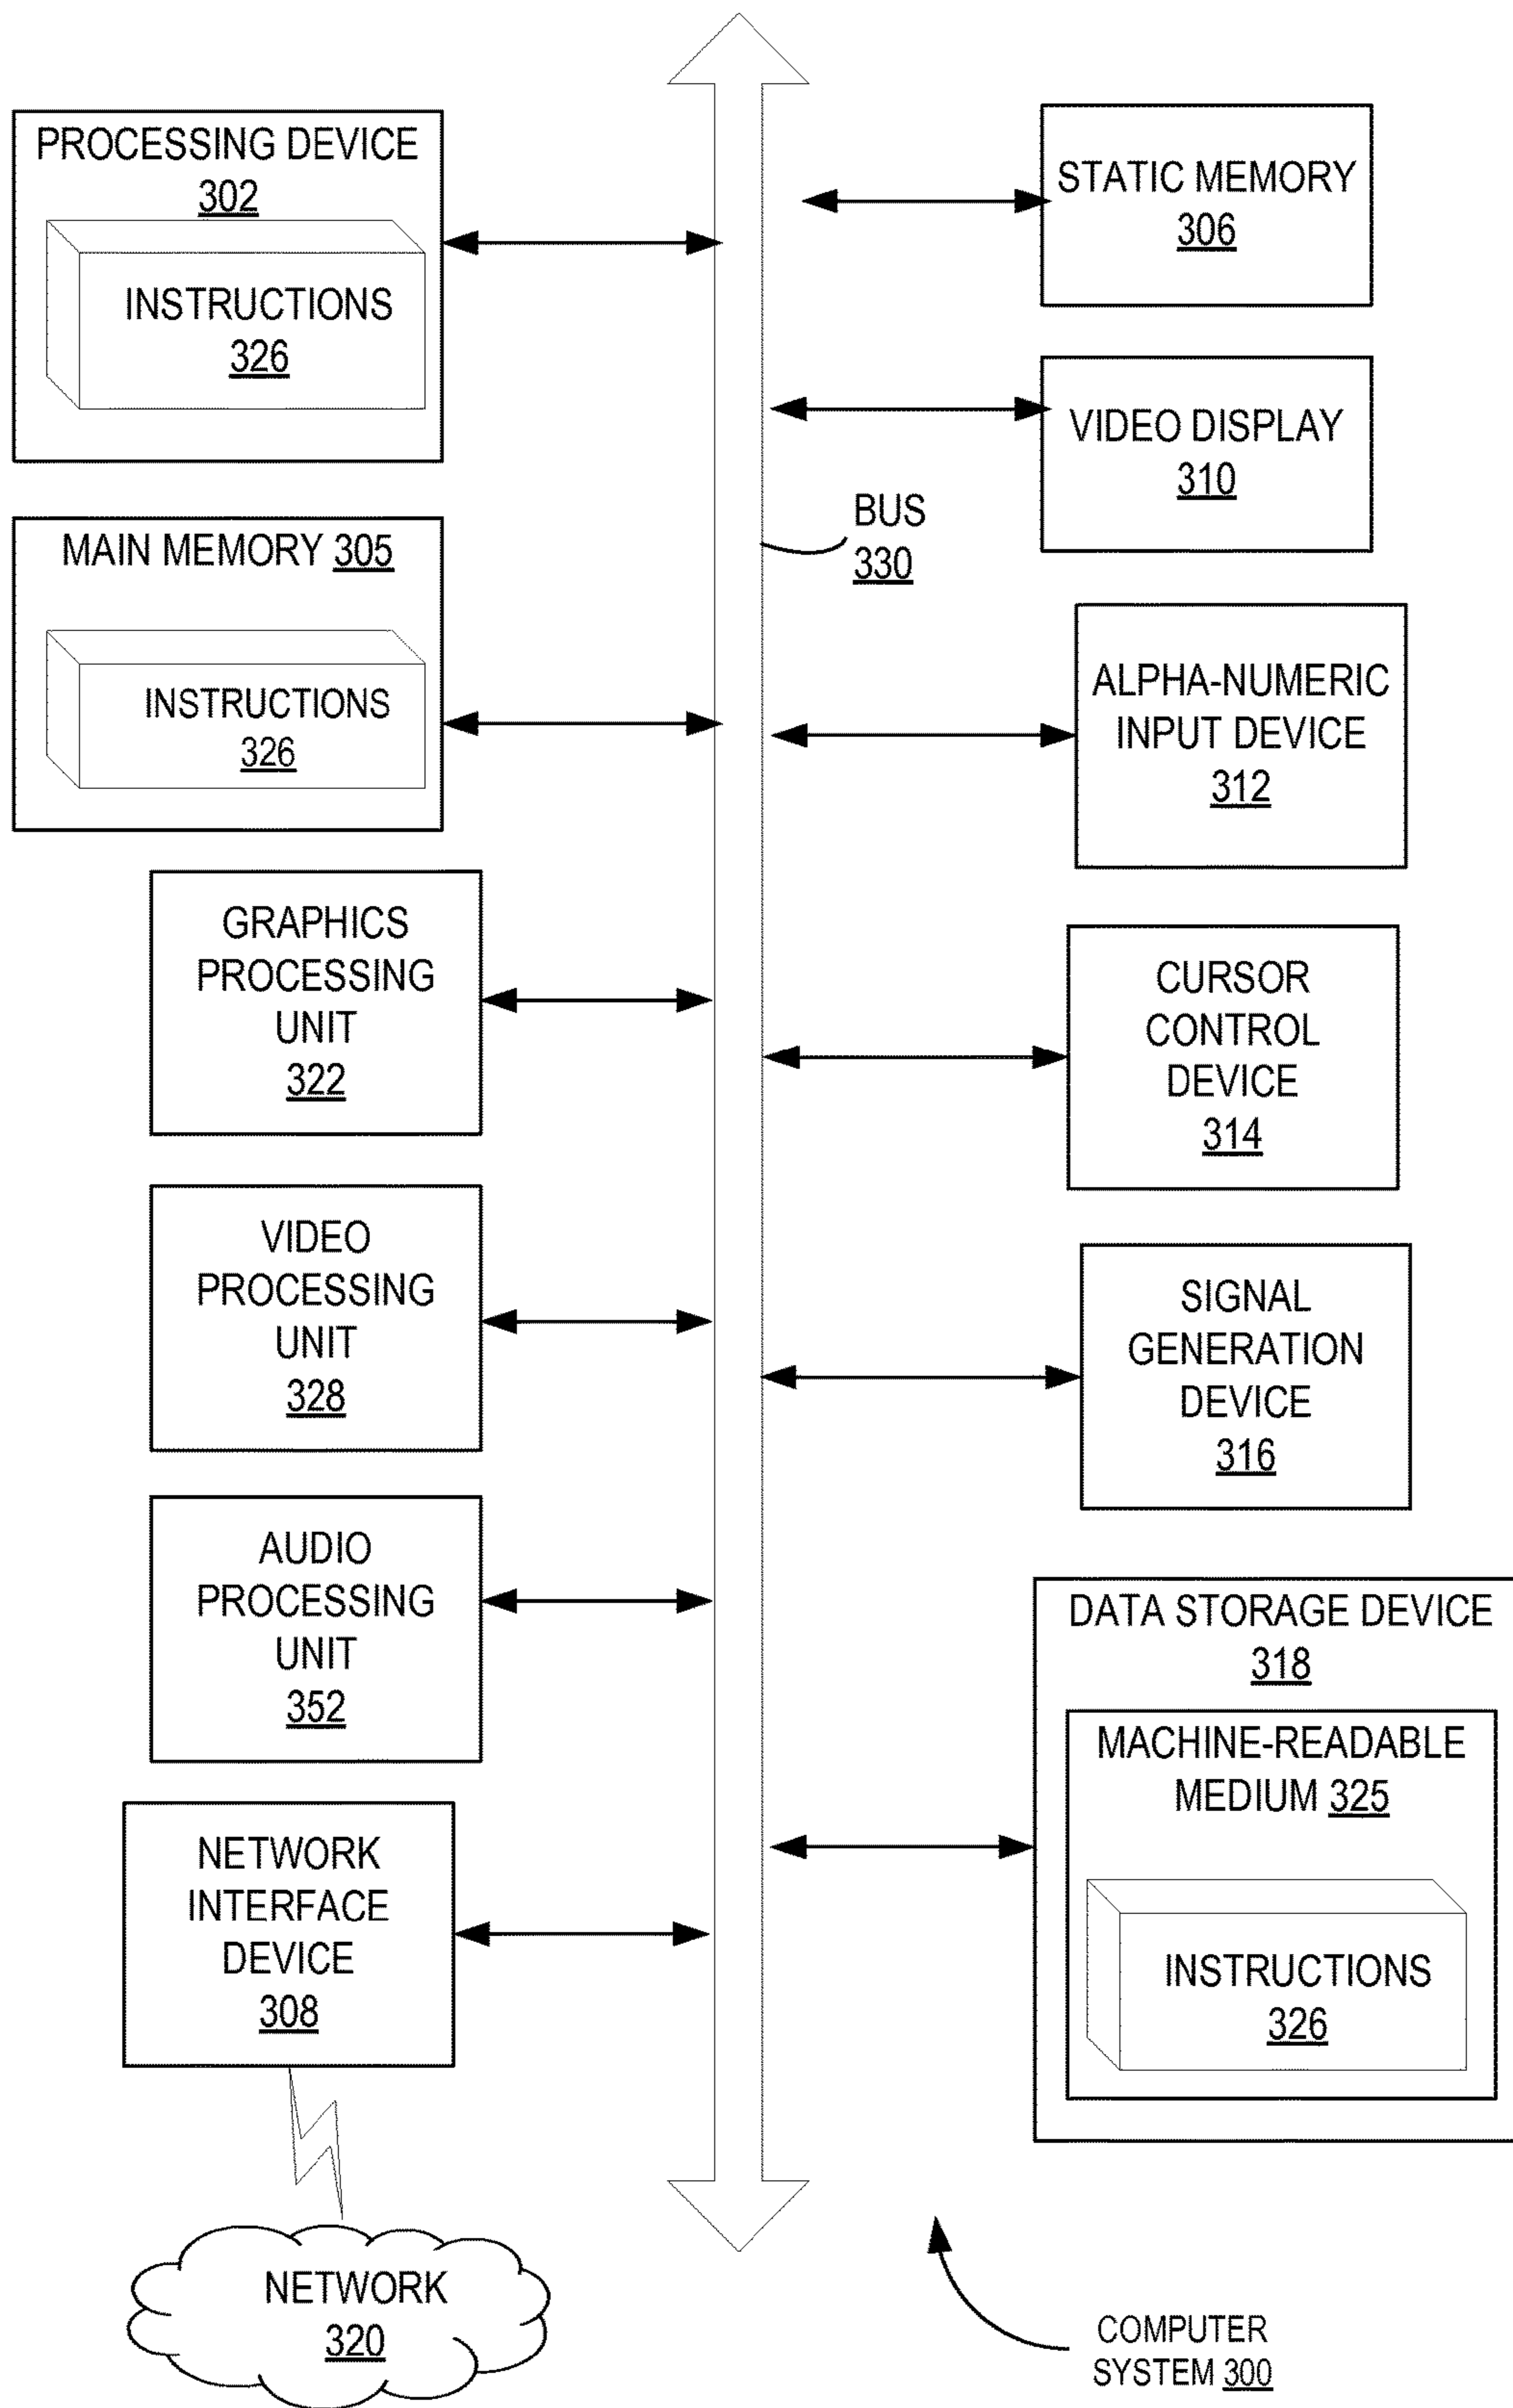 PROCESSING DEVICE
302
INSTRUCTIONS
326
MAIN MEMORY 305
INSTRUCTIONS
326
GRAPHICS
PROCESSING
UNIT
322
VIDEO
PROCESSING
UNIT
328
AUDIO
PROCESSING
UNIT
352
NETWORK
INTERFACE
DEVICE
308
NETWORK
320
BUS
330
STATIC MEMORY
306
VIDEO DISPLAY
310
ALPHA-NUMERIC
INPUT DEVICE
312
CURSOR
CONTROL
DEVICE
314
SIGNAL
GENERATION
DEVICE
316
DATA STORAGE DEVICE
318
MACHINE-READABLE
MEDIUM 325
INSTRUCTIONS
326
COMPUTER
SYSTEM 300